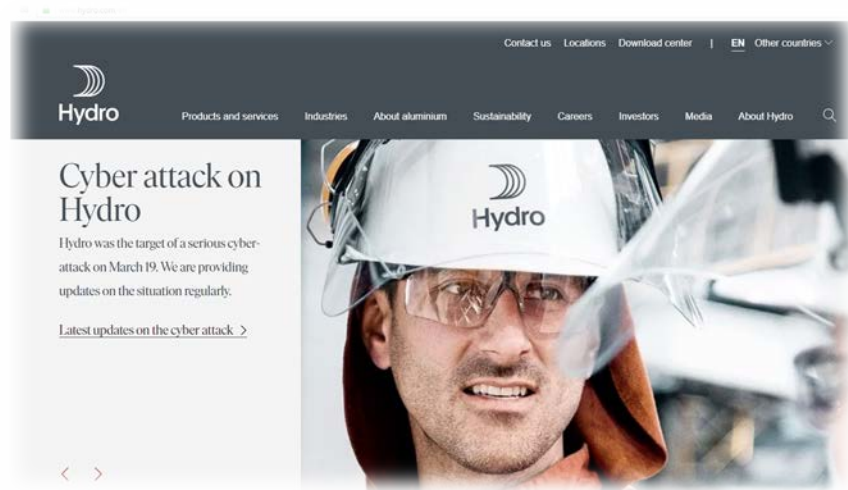 Contact us Locations Download center | EN Other countries
Hydro
Products and services Industries About aluminium Sustainability Careers Investors Media About Hydro
Cyber attack on
Hydro
Hydro was the target of a serious cyber-
attack on March 19. We are providing
updates on the situation regularly.
Latest updates on the cyber attack >
Hydro